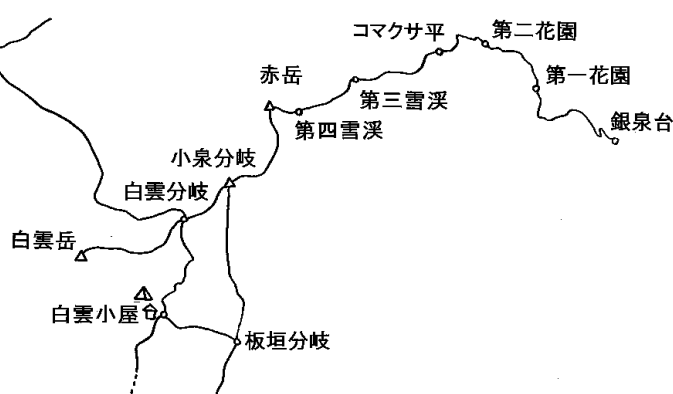 コマクサ平
第二花園
赤岳
第一花園
第三雪渓
銀泉台
第四雪渓
小泉分岐
白雲分岐
白雲岳
白雲小屋
板垣分岐